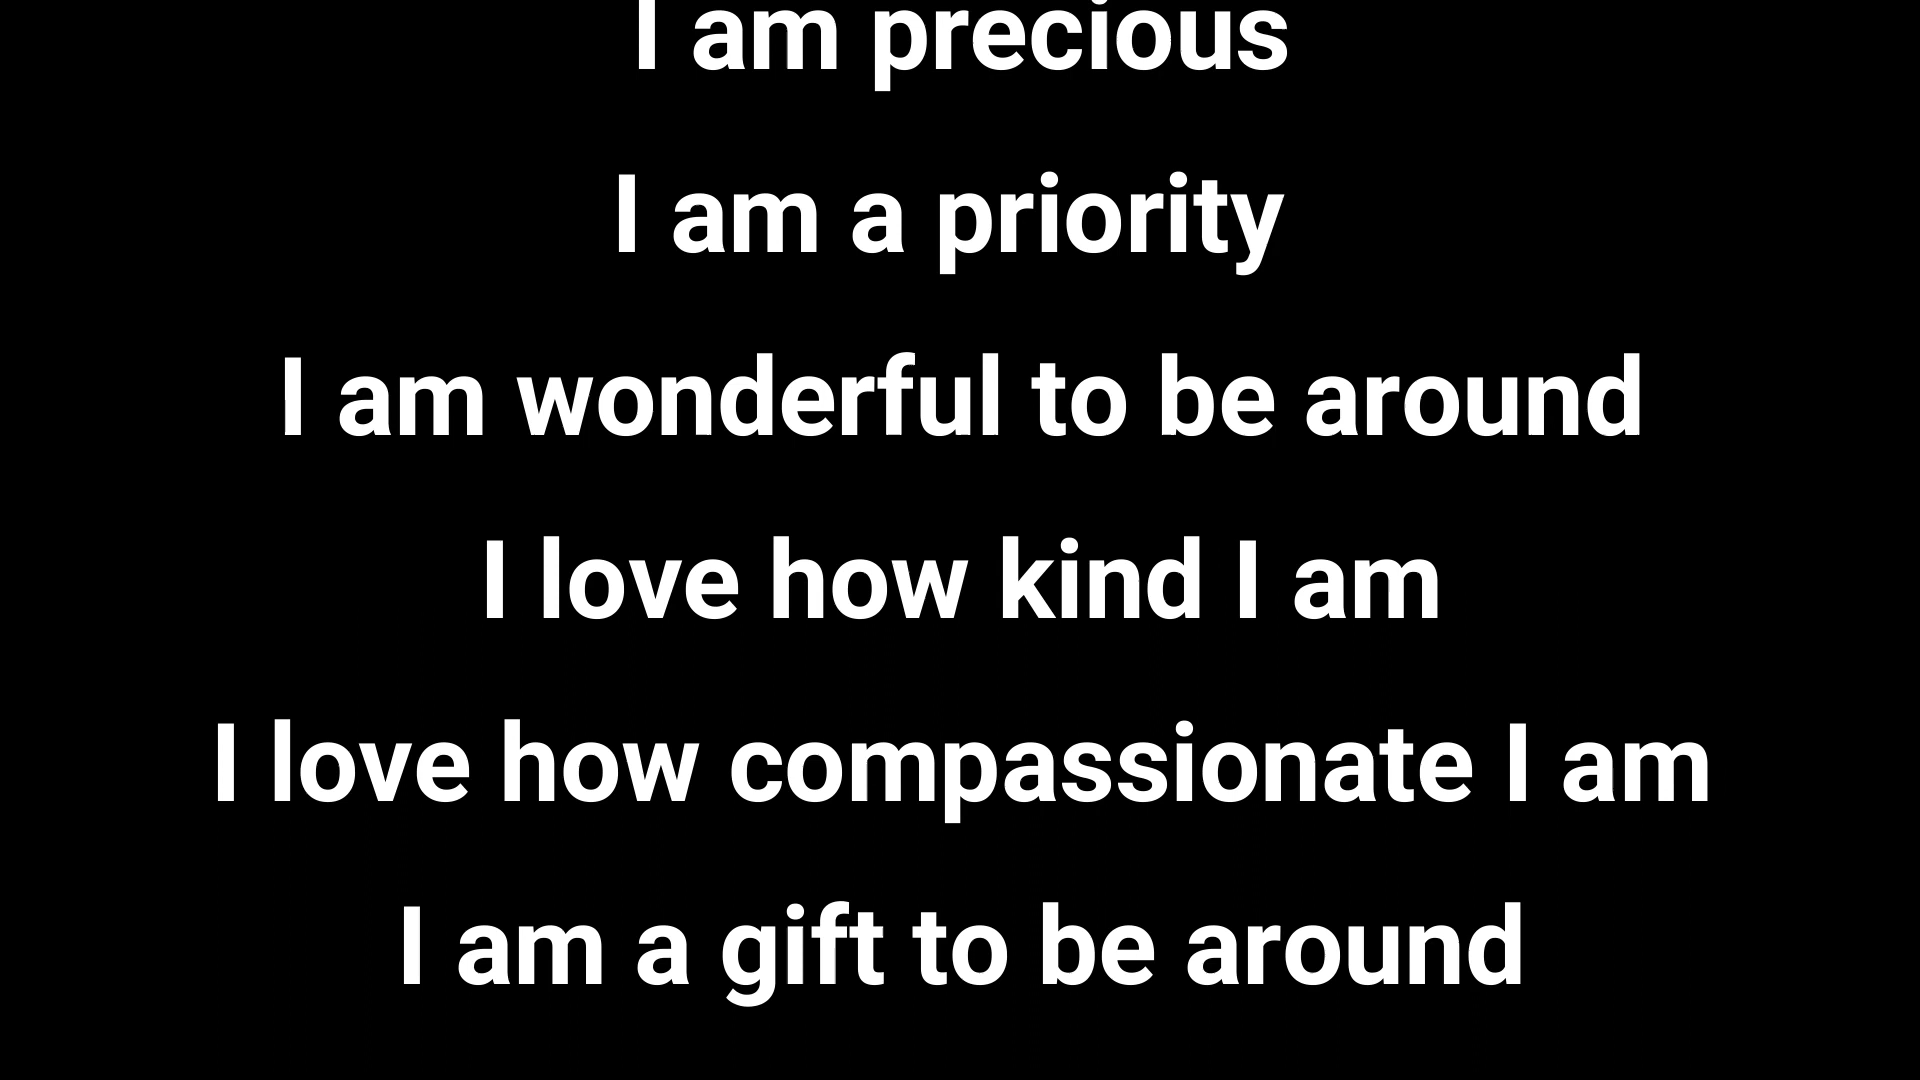 I am precious
I am a priority
I am wonderful to be around
I love how kind I am
I love how compassionate I am
I am a gift to be around